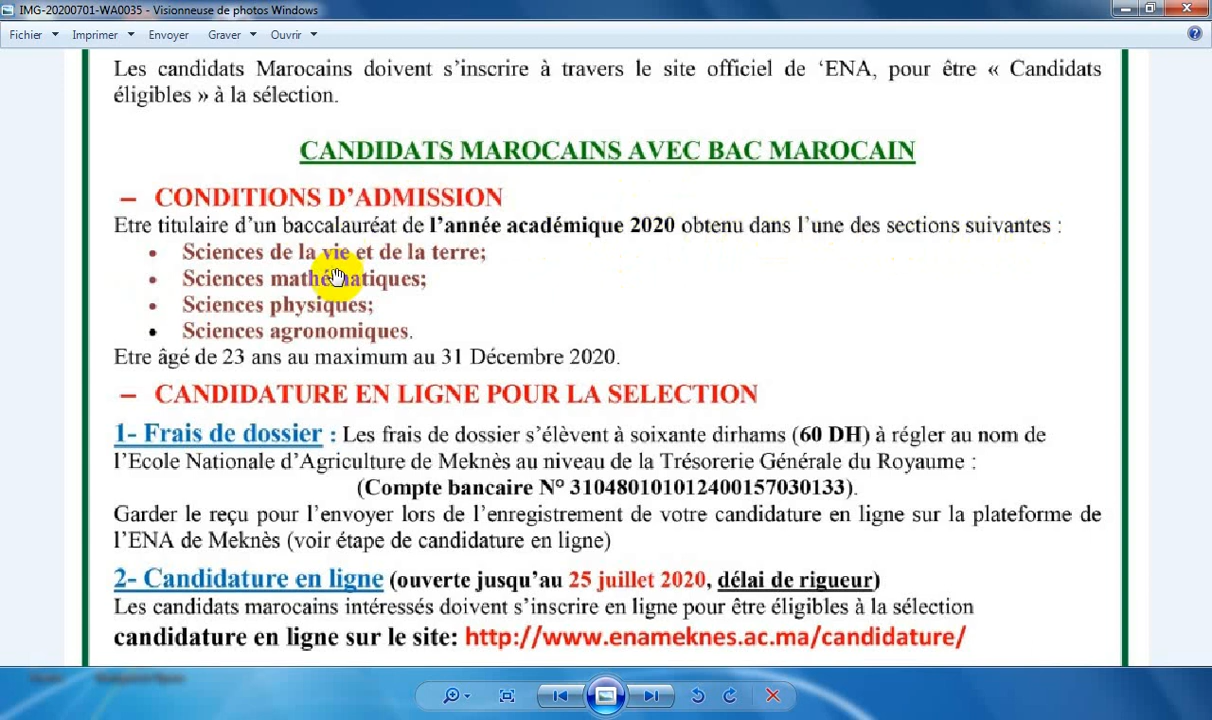 IMG-20200701-WA0035 - Visionneuse de photos Windows
Fichier Imprimer Envoyer Graver Ouvrir
Les candidats Marocains doivent s’inscrire à travers le site officiel de ‘ENA, pour être « Candidats
éligibles » à la sélection.
CANDIDATS MAROCAINS AVEC BAC MAROCAIN
– CONDITIONS D’ADMISSION
Etre titulaire d’un baccalauréat de l’année académique 2020 obtenu dans l’une des sections suivantes :
• Sciences de la vie et de la terre;
• Sciences mathématiques;
• Sciences physiques;
• Sciences agronomiques.
Etre âgé de 23 ans au maximum au 31 Décembre 2020.
– CANDIDATURE EN LIGNE POUR LA SELECTION
1- Frais de dossier : Les frais de dossier s’élèvent à soixante dirhams (60 DH) à régler au nom de
l’Ecole Nationale d’Agriculture de Meknès au niveau de la Trésorerie Générale du Royaume :
(Compte bancaire N° 310480101012400157030133).
Garder le reçu pour l’envoyer lors de l’enregistrement de votre candidature en ligne sur la plateforme de
l’ENA de Meknès (voir étape de candidature en ligne)
2- Candidature en ligne (ouverte jusqu’au 25 juillet 2020, délai de rigueur)
Les candidats marocains intéressés doivent s’inscrire en ligne pour être éligibles à la sélection
candidature en ligne sur le site: http://www.enameknes.ac.ma/candidature/